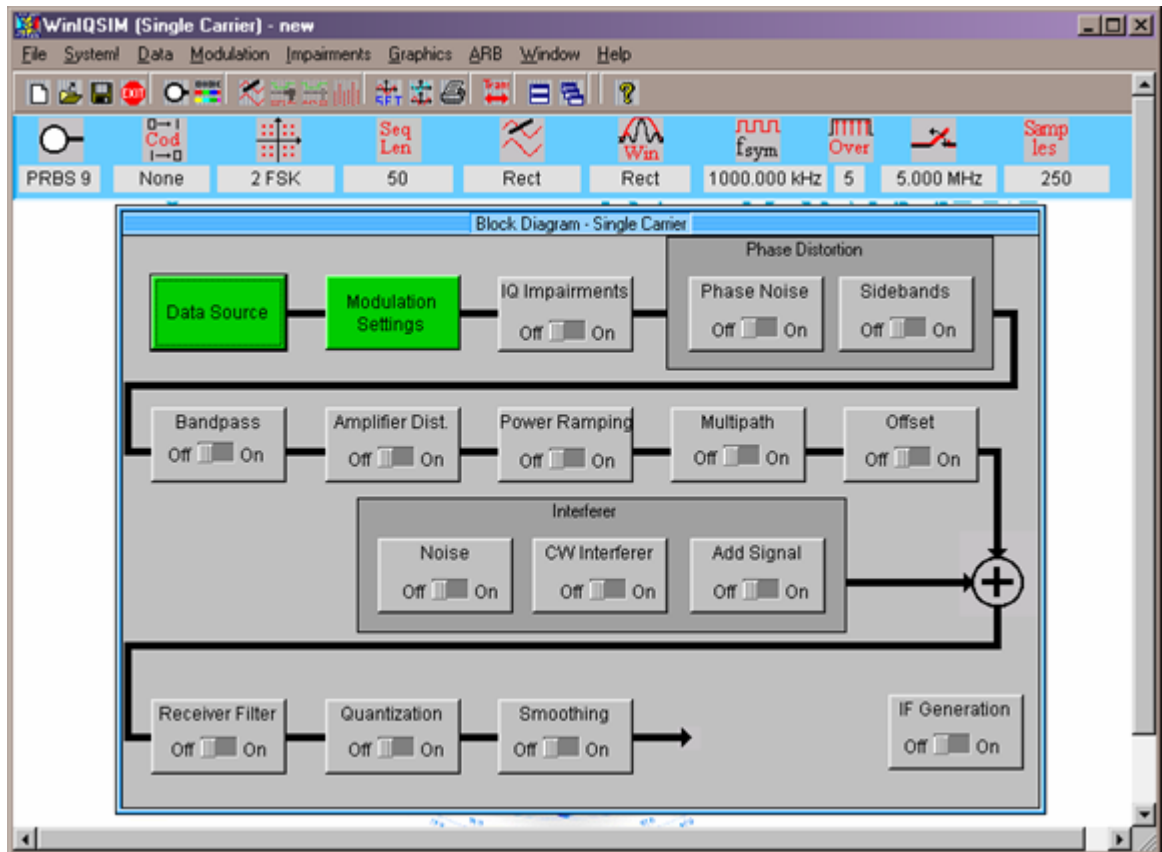 WinIQSIM (Single Carrier) - new
File System! Data Modulation Impairments Graphics ARB Window Help
0→1 Cod 1→0
Seq Len
Win
fsym
Over
Samp les
PRBS 9 None 2 FSK 50 Rect Rect 1000.000 kHz 5 5.000 MHz 250
Block Diagram - Single Carrier
Phase Distortion
Data Source
Modulation Settings
IQ Impairments
Off On
Phase Noise
Off On
Sidebands
Off On
Bandpass
Off On
Amplifier Dist.
Off On
Power Ramping
Off On
Multipath
Off On
Offset
Off On
Interferer
Noise
Off On
CW Interferer
Off On
Add Signal
Off On
Receiver Filter
Off On
Quantization
Off On
Smoothing
Off On
IF Generation
Off On